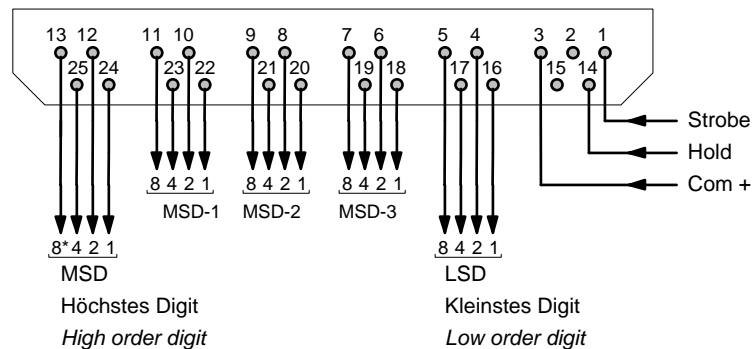 13 12 11 10 9 8 7 6 5 4 3 2 1
25 24 23 22 21 20 19 18 17 16 15 14
Strobe
Hold
Com +
8 4 2 1 8 4 2 1 8 4 2 1
MSD-1 MSD-2 MSD-3
8* 4 2 1 8 4 2 1
MSD LSD
Höchstes Digit Kleinstes Digit
High order digit Low order digit